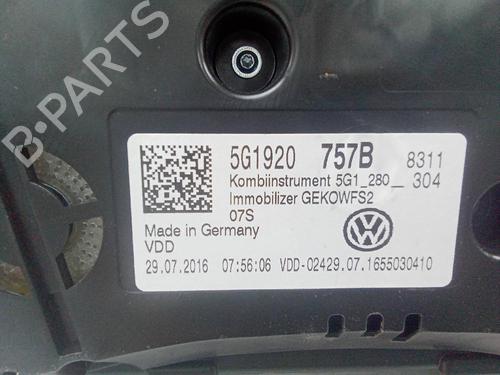 B-PARTS
5G1920 757B 8311
Kombiinstrument 5G1_280_ 304
Immobilizer GEKOWFS2
07S
Made in Germany
VDD
29.07.2016 07:56:06 VDD-02429.07.1655030410